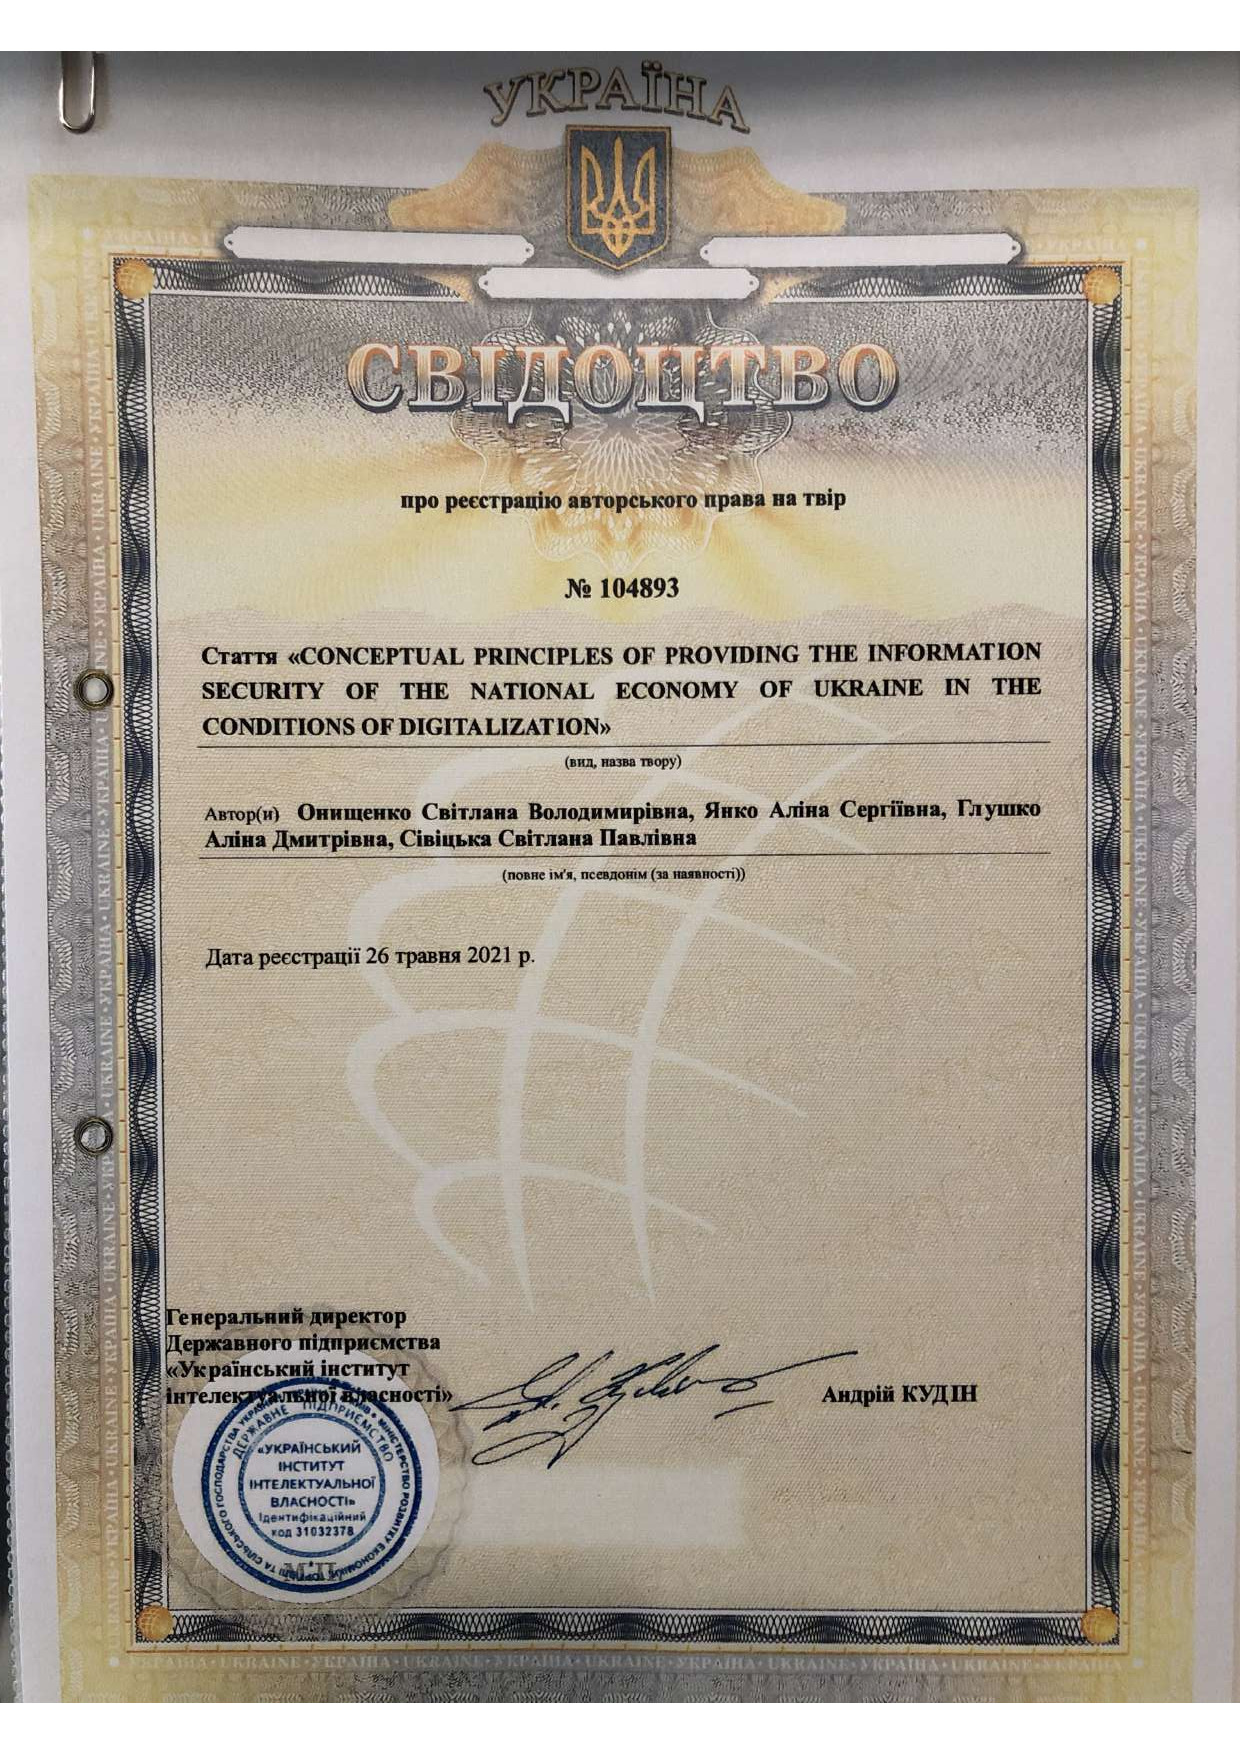 УКРАЇНА
СВІДОЦТВО
про реєстрацію авторського права на твір
№ 104893
Стаття «CONCEPTUAL PRINCIPLES OF PROVIDING THE INFORMATION
SECURITY OF THE NATIONAL ECONOMY OF UKRAINE IN THE
CONDITIONS OF DIGITALIZATION»
(вид, назва твору)
Автор(и) Онищенко Світлана Володимирівна, Янко Аліна Сергіївна, Глушко
Аліна Дмитрівна, Сівіцька Світлана Павлівна
(повне ім'я, псевдонім (за наявності))
Дата реєстрації 26 травня 2021 р.
Генеральний директор
Державного підприємства
«Український інститут
інтелектуальної власності»
Андрій КУДІН
ДЕРЖАВНЕ ПІДПРИЄМСТВО
«УКРАЇНСЬКИЙ
ІНСТИТУТ
ІНТЕЛЕКТУАЛЬНОЇ
ВЛАСНОСТІ»
Ідентифікаційний
код 31032378
М.П.